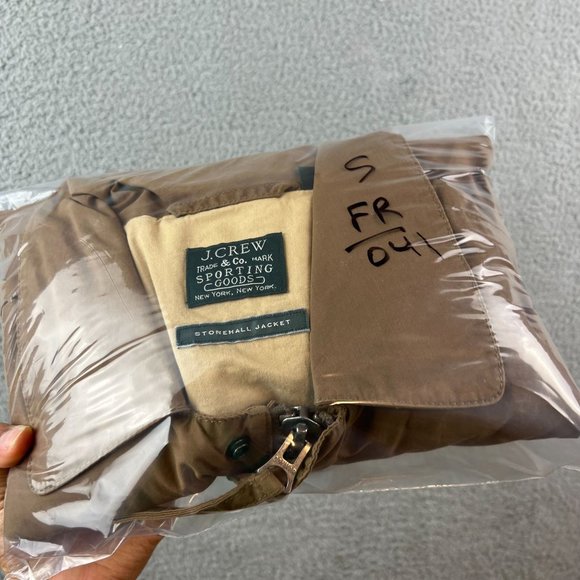 J. CREW
TRADE & Co. MARK
SPORTING
GOODS
NEW YORK, NEW YORK.
STONEHALL JACKET
S
FR
041